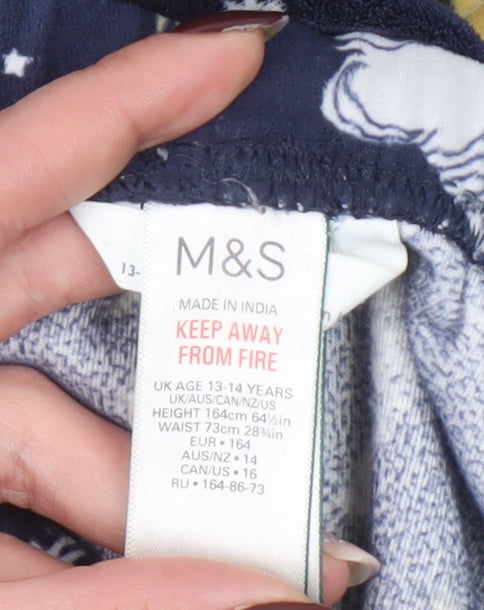 13-
M&S
MADE IN INDIA
KEEP AWAY
FROM FIRE
UK AGE 13-14 YEARS
UK/AUS/CAN/NZ/US
HEIGHT 164cm 64½in
WAIST 73cm 28¾in
EUR • 164
AUS/NZ • 14
CAN/US • 16
RU • 164-86-73